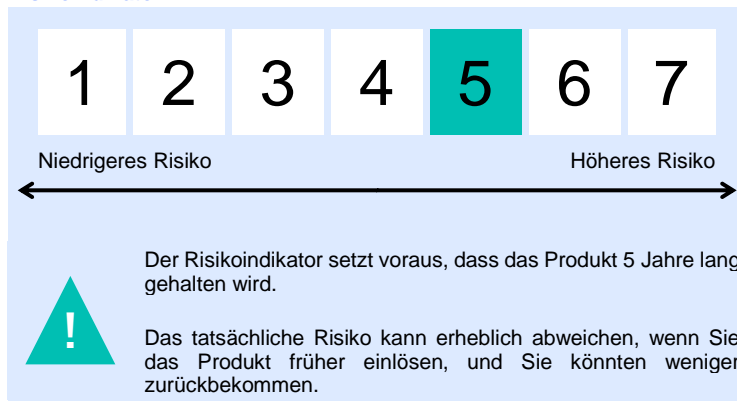 1 2 3 4 5 6 7
Niedrigeres Risiko Höheres Risiko
Der Risikoindikator setzt voraus, dass das Produkt 5 Jahre lang
gehalten wird.
!
Das tatsächliche Risiko kann erheblich abweichen, wenn Sie
das Produkt früher einlösen, und Sie könnten weniger
zurückbekommen.